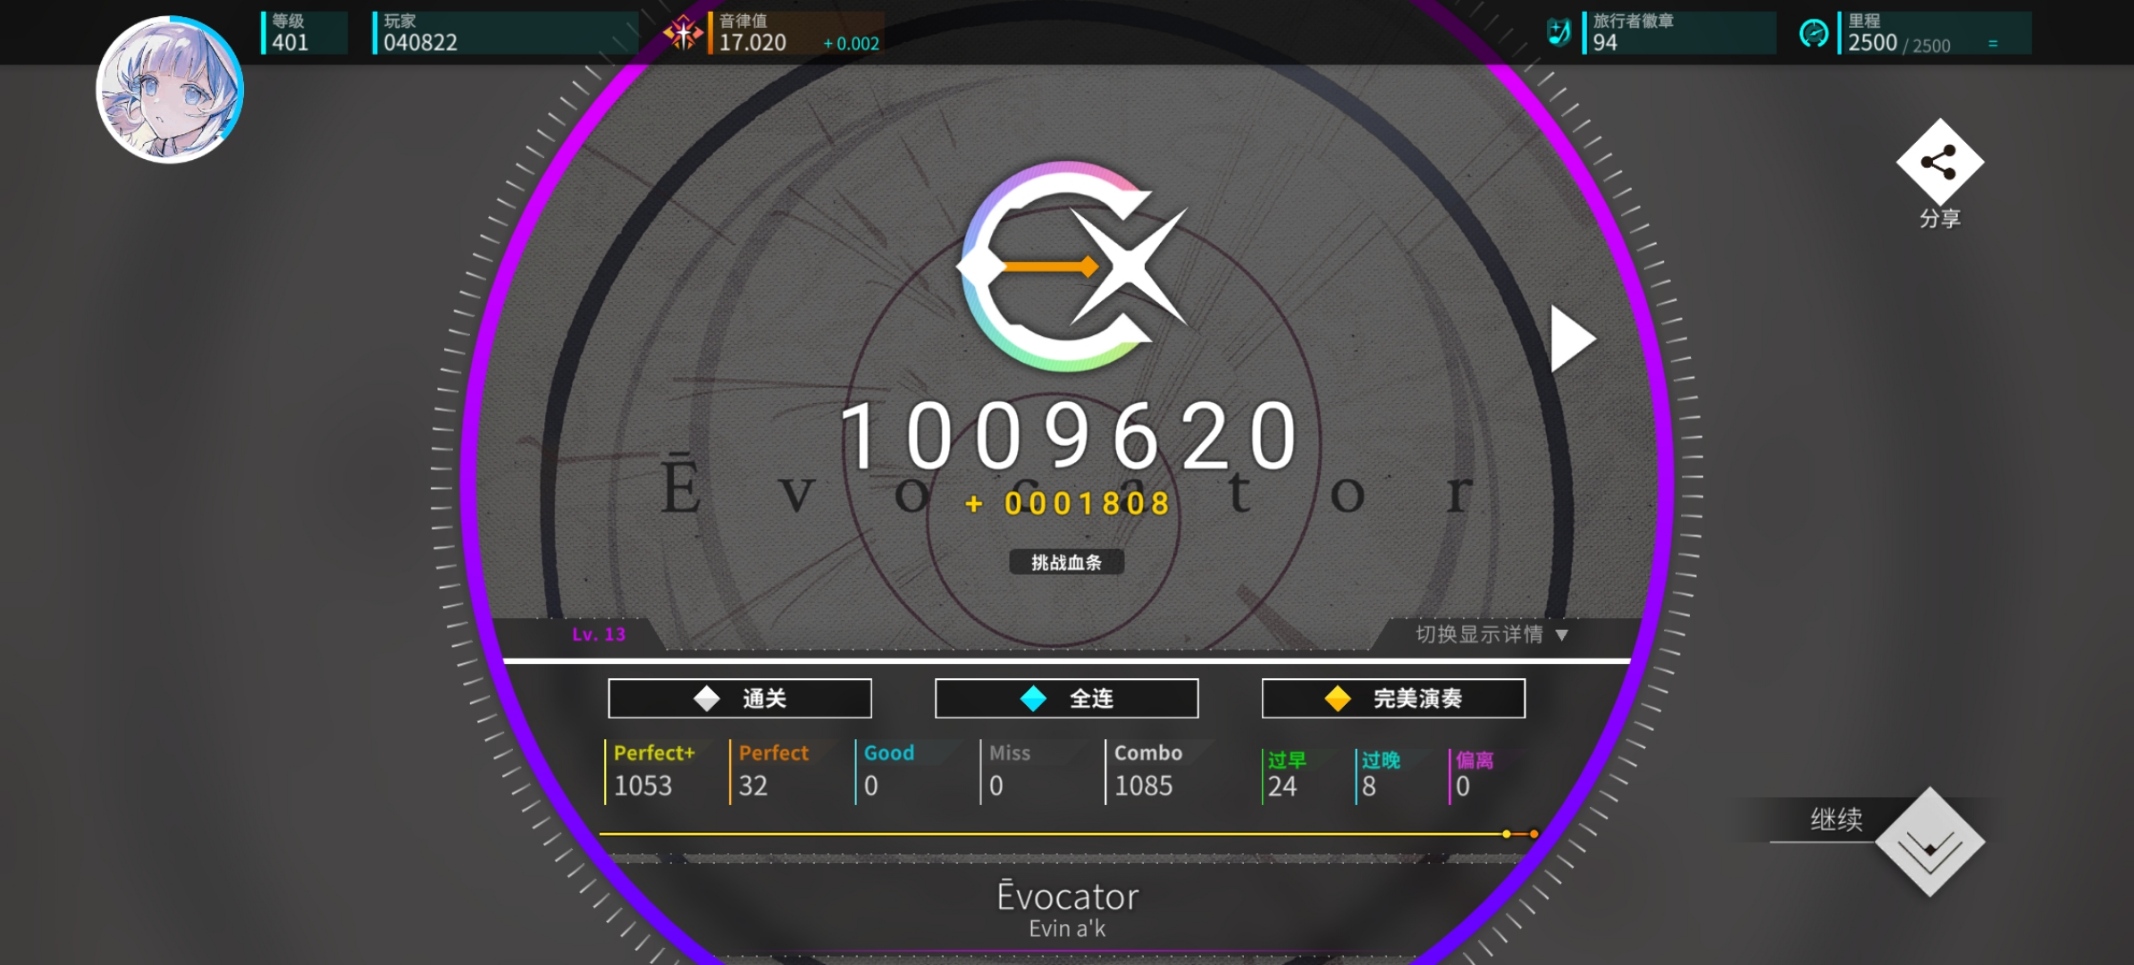 等级
401
玩家
040822
音律值
17.020 + 0.002
旅行者徽章
94
里程
2500 / 2500 =
分享
1009620
Ēvocator
+ 0001808
挑战血条
Lv. 13
切换显示详情 ▼
通关
全连
完美演奏
Perfect+
1053
Perfect
32
Good
0
Miss
0
Combo
1085
过早
24
过晚
8
偏离
0
继续
Ēvocator
Evin a'k